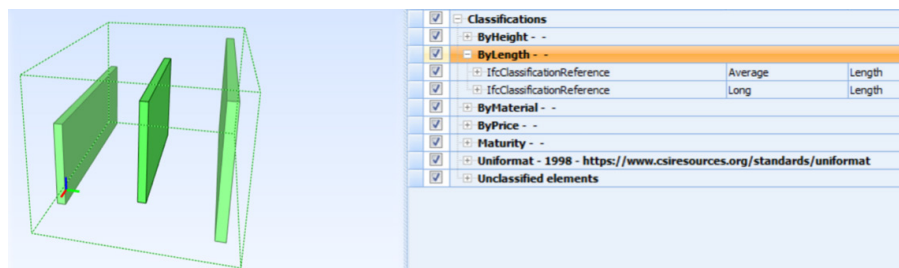 Classifications
ByHeight - -
ByLength - -
IfcClassificationReference Average Length
IfcClassificationReference Long Length
ByMaterial - -
ByPrice - -
Maturity - -
Uniformat - 1998 - https://www.csiresources.org/standards/uniformat
Unclassified elements